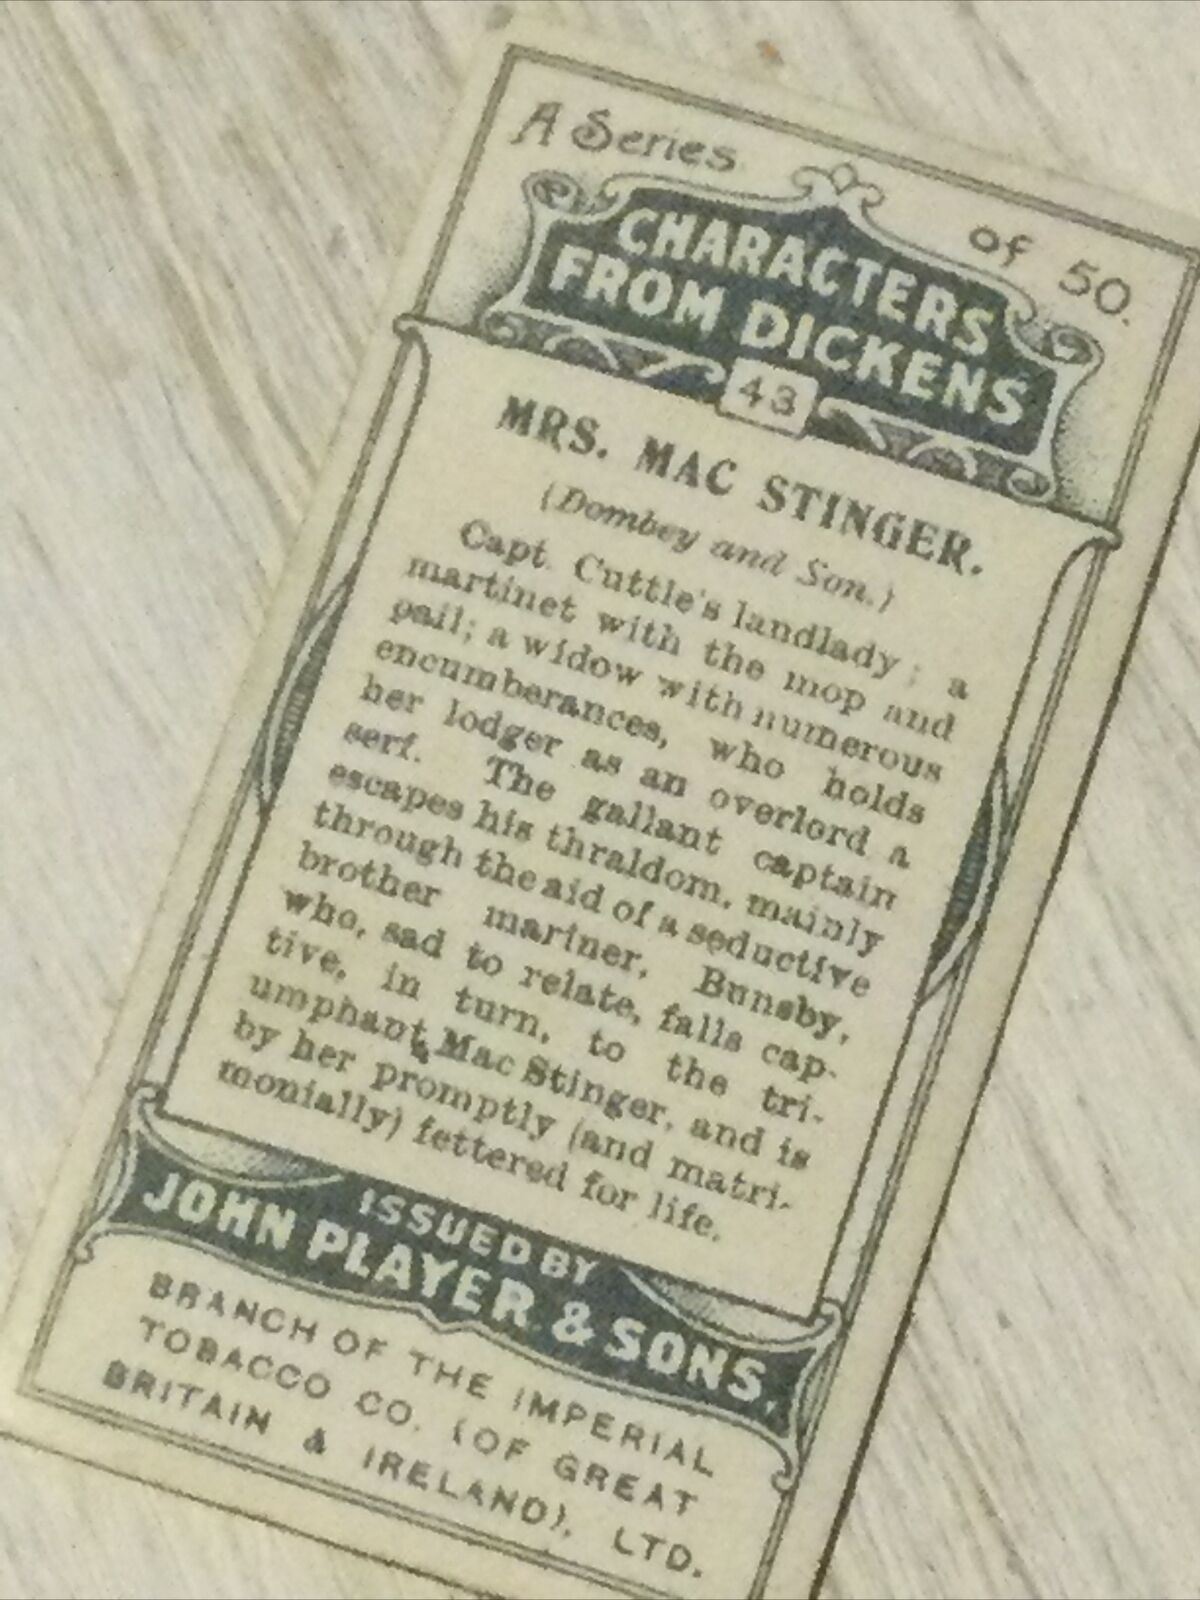 A Series of 50.
CHARACTERS
FROM DICKENS
43
MRS. MAC STINGER.
(Dombey and Son.)
Capt. Cuttle's landlady; a
martinet with the mop and
pail; a widow with numerous
encumberances, who holds
her lodger as an overlord a
serf. The gallant captain
escapes his thraldom, mainly
through the aid of a seductive
brother mariner, Bunsby,
who, sad to relate, falls cap-
tive, in turn, to the tri-
umphant Mac Stinger, and is
by her promptly (and matri-
monially) fettered for life.
ISSUED BY
JOHN PLAYER & SONS,
BRANCH OF THE IMPERIAL
TOBACCO CO. (OF GREAT
BRITAIN & IRELAND), LTD.